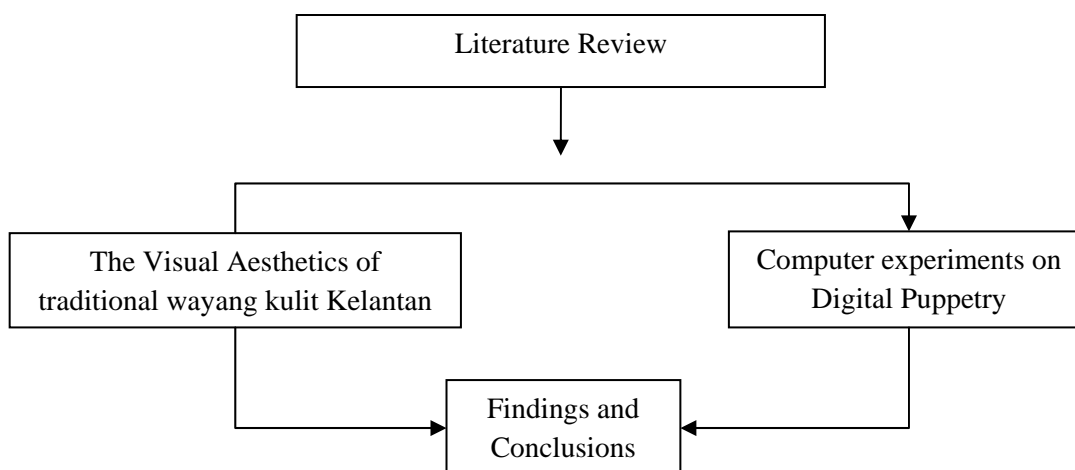 Literature Review
The Visual Aesthetics of
traditional wayang kulit Kelantan
Computer experiments on
Digital Puppetry
Findings and
Conclusions